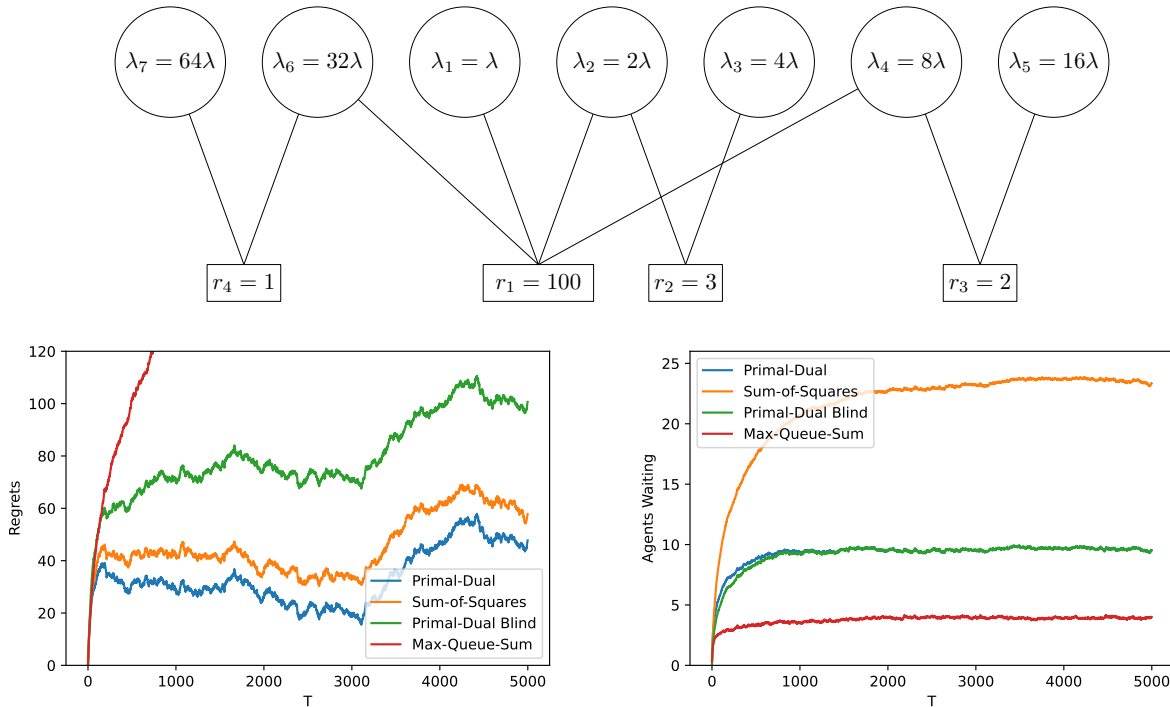 λ₇ = 64λ
λ₆ = 32λ
λ₁ = λ
λ₂ = 2λ
λ₃ = 4λ
λ₄ = 8λ
λ₅ = 16λ
r₄ = 1
r₁ = 100
r₂ = 3
r₃ = 2
120
100
80
60
40
20
0
Regrets
0
1000
2000
3000
4000
5000
T
Primal-Dual
Sum-of-Squares
Primal-Dual Blind
Max-Queue-Sum
25
20
15
10
5
0
Agents Waiting
0
1000
2000
3000
4000
5000
T
Primal-Dual
Sum-of-Squares
Primal-Dual Blind
Max-Queue-Sum